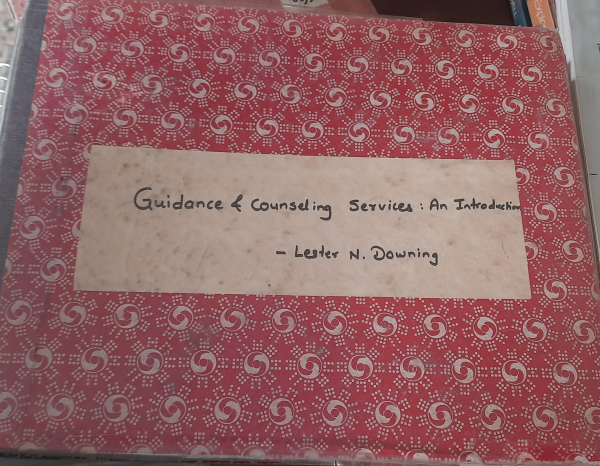 Guidance & Counseling Services : An Introduction
- Lester N. Downing